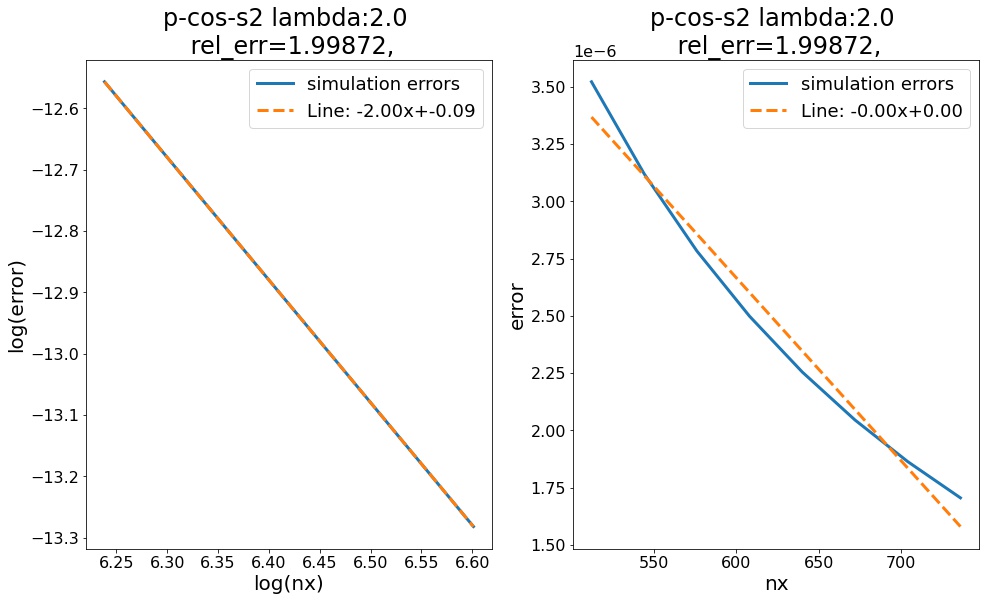 p-cos-s2 lambda:2.0
rel_err=1.99872,
simulation errors
Line: -2.00x+-0.09
−12.6
−12.7
−12.8
−12.9
−13.0
−13.1
−13.2
−13.3
log(error)
6.25
6.30
6.35
6.40
6.45
6.50
6.55
6.60
log(nx)
p-cos-s2 lambda:2.0
rel_err=1.99872,
1e−6
simulation errors
Line: -0.00x+0.00
3.50
3.25
3.00
2.75
2.50
2.25
2.00
1.75
1.50
error
550
600
650
700
nx